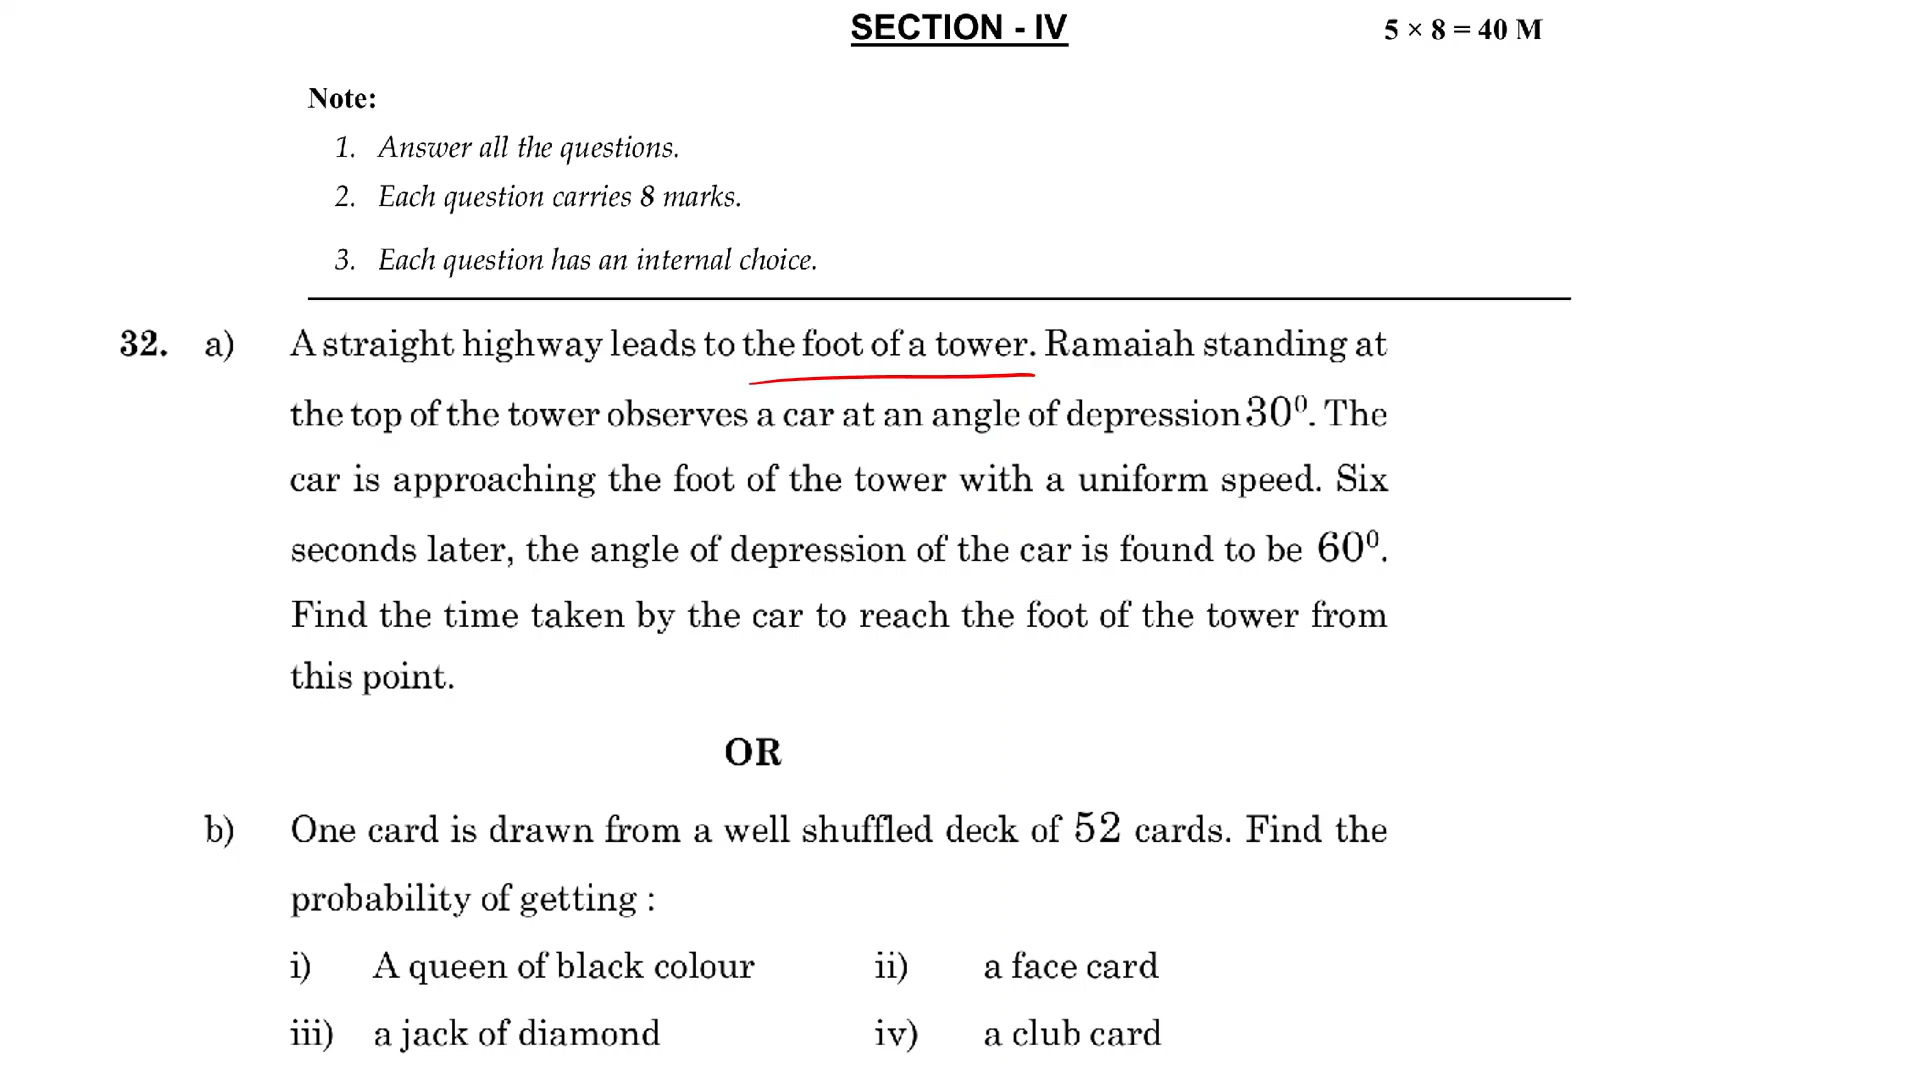 SECTION - IV 5 × 8 = 40 M
Note:
1. Answer all the questions.
2. Each question carries 8 marks.
3. Each question has an internal choice.
32. a) A straight highway leads to the foot of a tower. Ramaiah standing at
the top of the tower observes a car at an angle of depression 30⁰. The
car is approaching the foot of the tower with a uniform speed. Six
seconds later, the angle of depression of the car is found to be 60⁰.
Find the time taken by the car to reach the foot of the tower from
this point.
OR
b) One card is drawn from a well shuffled deck of 52 cards. Find the
probability of getting :
i) A queen of black colour ii) a face card
iii) a jack of diamond iv) a club card